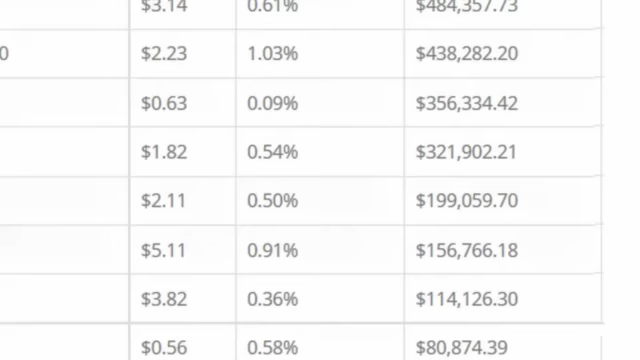 $3.14 0.61% $484,357.73
0 $2.23 1.03% $438,282.20
$0.63 0.09% $356,334.42
$1.82 0.54% $321,902.21
$2.11 0.50% $199,059.70
$5.11 0.91% $156,766.18
$3.82 0.36% $114,126.30
$0.56 0.58% $80,874.39